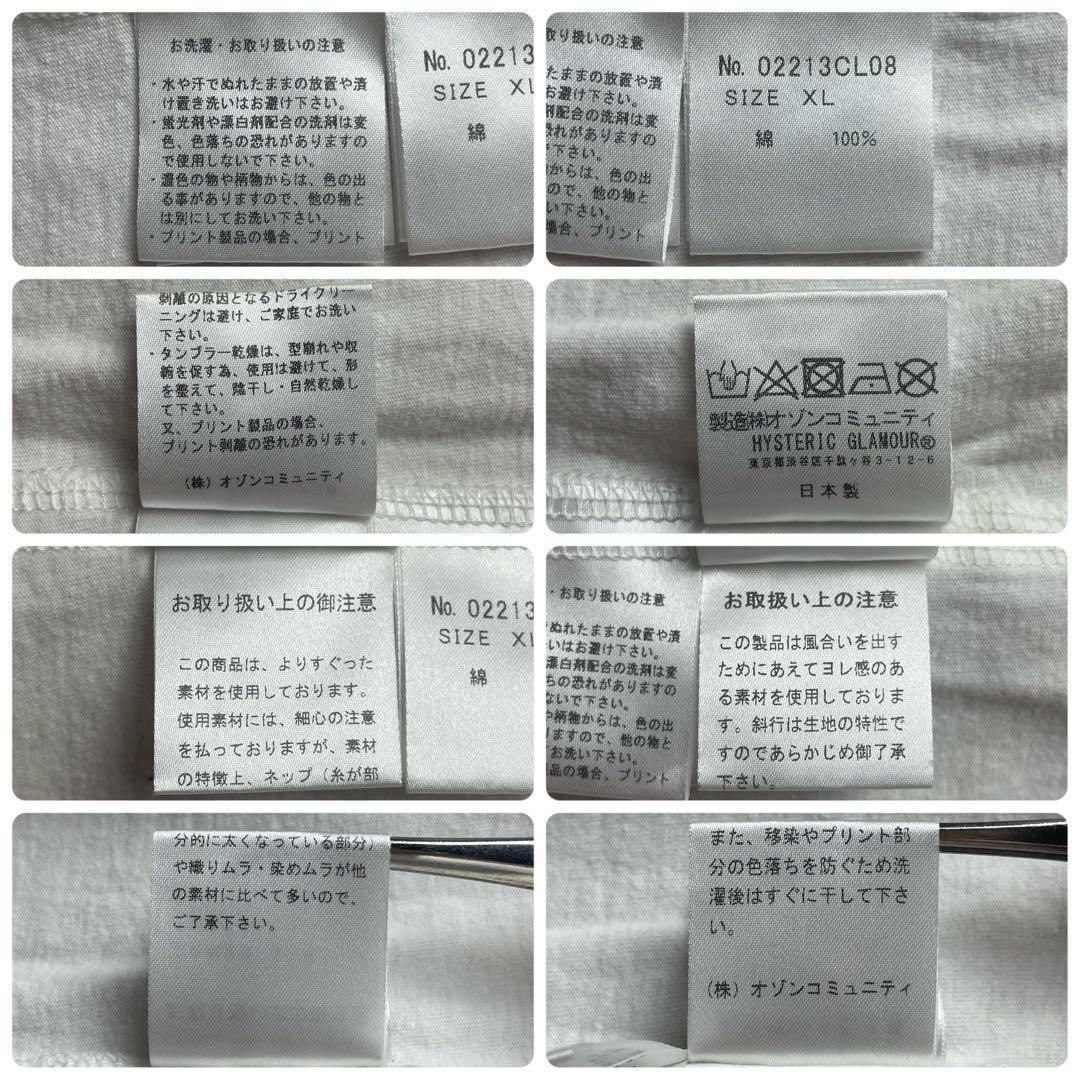 お洗濯・お取り扱いの注意
・水や汗でぬれたままの放置や漬
け置き洗いはお避け下さい。
・蛍光剤や漂白剤配合の洗剤は変
色、色落ちの恐れがありますの
で使用しないで下さい。
・濃色の物や柄物からは、色の出
る事がありますので、他の物と
は別にしてお洗い下さい。
・プリント製品の場合、プリント
No. 02213
SIZE XL
綿
取り扱いの注意
たままの放置や漬
はお避け下さい。
剤配合の洗剤は変
恐れがありますの
いで下さい。
からは、色の出
ので、他の物と
い下さい。
合、プリント
No. 02213CL08
SIZE XL
綿 100%
剥離の原因となるドライクリー
ニングは避け、ご家庭でお洗い
下さい。
・タンブラー乾燥は、型崩れや収
縮を促す為、使用は避けて、形
を整えて、陰干し・自然乾燥し
て下さい。
又、プリント製品の場合、
プリント剥離の恐れがあります。
(株) オゾンコミュニティ
製造(株)オゾンコミュニティ
HYSTERIC GLAMOUR®
東京都渋谷区千駄ヶ谷3-12-6
日本製
お取り扱い上の御注意
この商品は、よりすぐった
素材を使用しております。
使用素材には、細心の注意
を払っておりますが、素材
の特徴上、ネップ（糸が部
No. 02213
SIZE XL
綿
・お取り扱いの注意
ぬれたままの放置や漬
いはお避け下さい。
漂白剤配合の洗剤は変
ちの恐れがありますの
ないで下さい。
や柄物からは、色の出
りますので、他の物と
てお洗い下さい。
品の場合、プリント
お取扱い上の注意
この製品は風合いを出す
ためにあえてヨレ感のあ
る素材を使用しておりま
す。斜行は生地の特性で
すのであらかじめ御了承
下さい。
分的に太くなっている部分）
や織りムラ・染めムラが他
の素材に比べて多いので、
ご了承下さい。
また、移染やプリント部
分の色落ちを防ぐため洗
濯後はすぐに干して下さ
い。
(株) オゾンコミュニティ